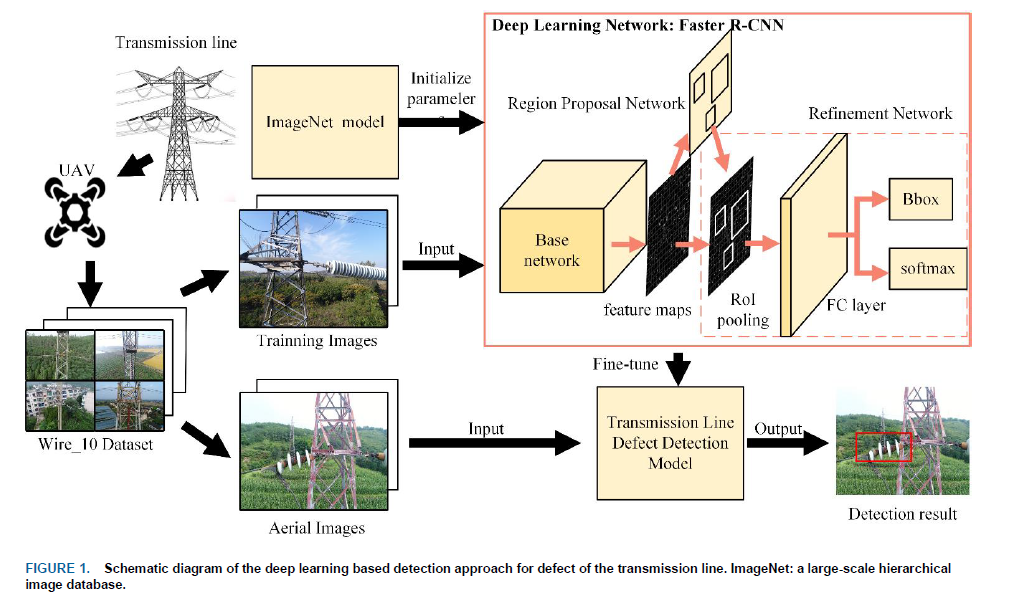 Deep Learning Network: Faster R-CNN
Transmission line
Initialize
parameter
s
ImageNet model
Region Proposal Network
Refinement Network
UAV
Base
network
Bbox
Input
softmax
feature maps
RoI
pooling
FC layer
Trainning Images
Fine-tune
Wire_10 Dataset
Input
Transmission Line
Defect Detection
Model
Output
Aerial Images
Detection result
FIGURE 1. Schematic diagram of the deep learning based detection approach for defect of the transmission line. ImageNet: a large-scale hierarchical
image database.